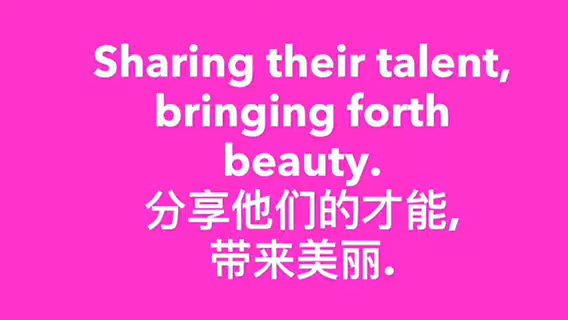 Sharing their talent,
bringing forth
beauty.
分享他们的才能,
带来美丽.